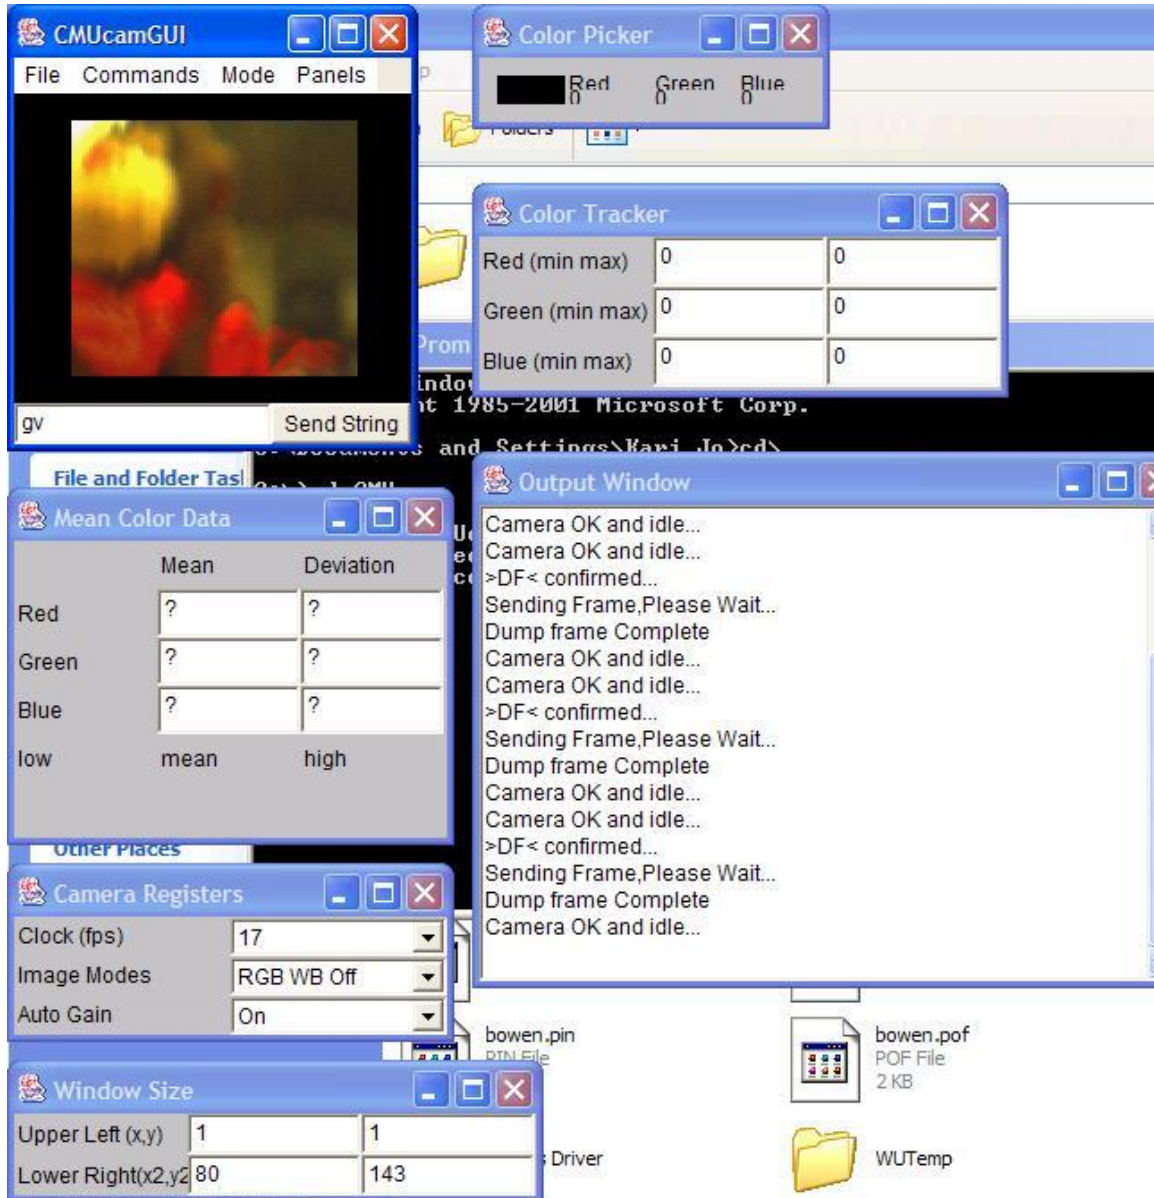 CMUcamGUI
File Commands Mode Panels
gv
Send String
Color Picker
Red Green Blue
0 0 0
Folders
Color Tracker
Red (min max) 0 0
Green (min max) 0 0
Blue (min max) 0 0
1985-2001 Microsoft Corp.
and Settings\Kari Jo>cd\
File and Folder Tas
Mean Color Data
Mean Deviation
Red ? ?
Green ? ?
Blue ? ?
low mean high
Output Window
Camera OK and idle...
Camera OK and idle...
>DF< confirmed...
Sending Frame,Please Wait...
Dump frame Complete
Camera OK and idle...
Camera OK and idle...
>DF< confirmed...
Sending Frame,Please Wait...
Dump frame Complete
Camera OK and idle...
Camera OK and idle...
>DF< confirmed...
Sending Frame,Please Wait...
Dump frame Complete
Camera OK and idle...
Other Places
Camera Registers
Clock (fps) 17
Image Modes RGB WB Off
Auto Gain On
bowen.pin
PIN File
bowen.pof
POF File
2 KB
Window Size
Upper Left (x,y) 1 1
Lower Right(x2,y2 80 143
Driver
WUTemp